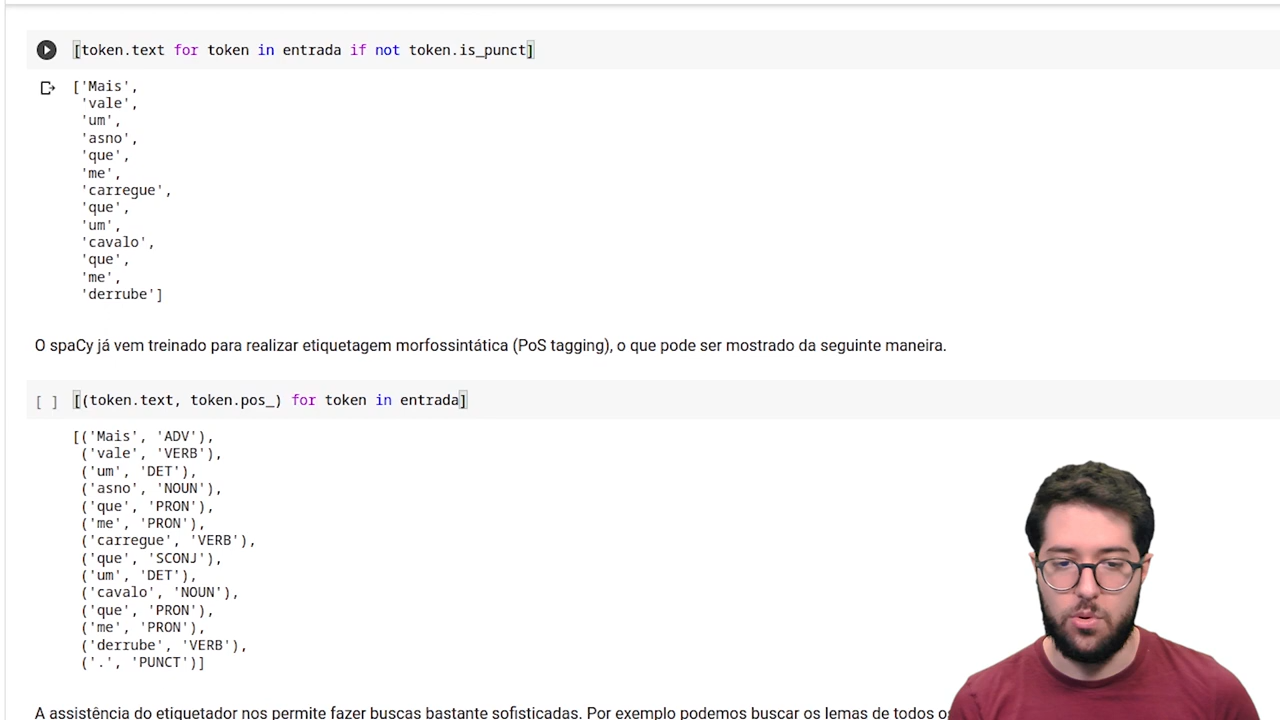 [token.text for token in entrada if not token.is_punct]
['Mais',
'vale',
'um',
'asno',
'que',
'me',
'carregue',
'que',
'um',
'cavalo',
'que',
'me',
'derrube']
O spaCy já vem treinado para realizar etiquetagem morfossintática (PoS tagging), o que pode ser mostrado da seguinte maneira.
[ ] [(token.text, token.pos_) for token in entrada]
[('Mais', 'ADV'),
('vale', 'VERB'),
('um', 'DET'),
('asno', 'NOUN'),
('que', 'PRON'),
('me', 'PRON'),
('carregue', 'VERB'),
('que', 'SCONJ'),
('um', 'DET'),
('cavalo', 'NOUN'),
('que', 'PRON'),
('me', 'PRON'),
('derrube', 'VERB'),
('.', 'PUNCT')]
A assistência do etiquetador nos permite fazer buscas bastante sofisticadas. Por exemplo podemos buscar os lemas de todos os